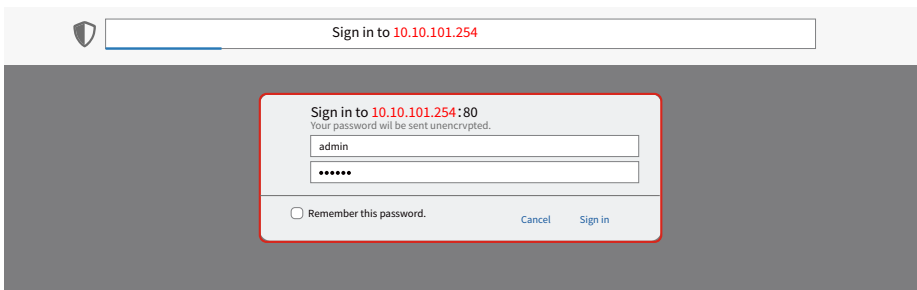 Sign in to 10.10.101.254
Sign in to 10.10.101.254:80
Your password wil be sent unencrvpted.
admin
••••••
Remember this password.
Cancel Sign in